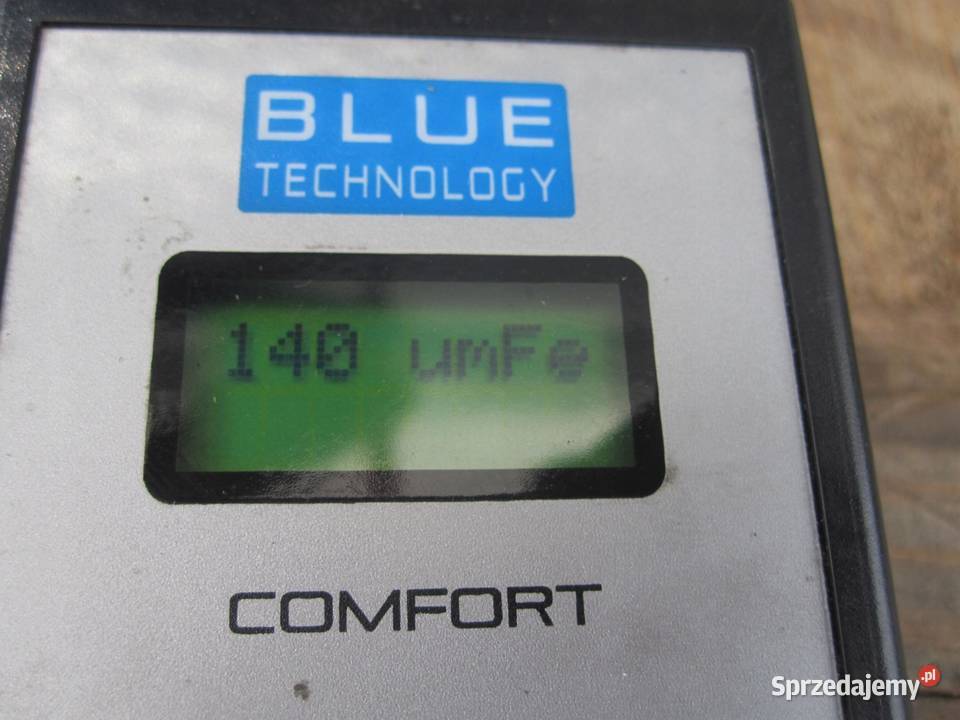 BLUE
TECHNOLOGY
140 umFe
COMFORT
Sprzedajemy.pl